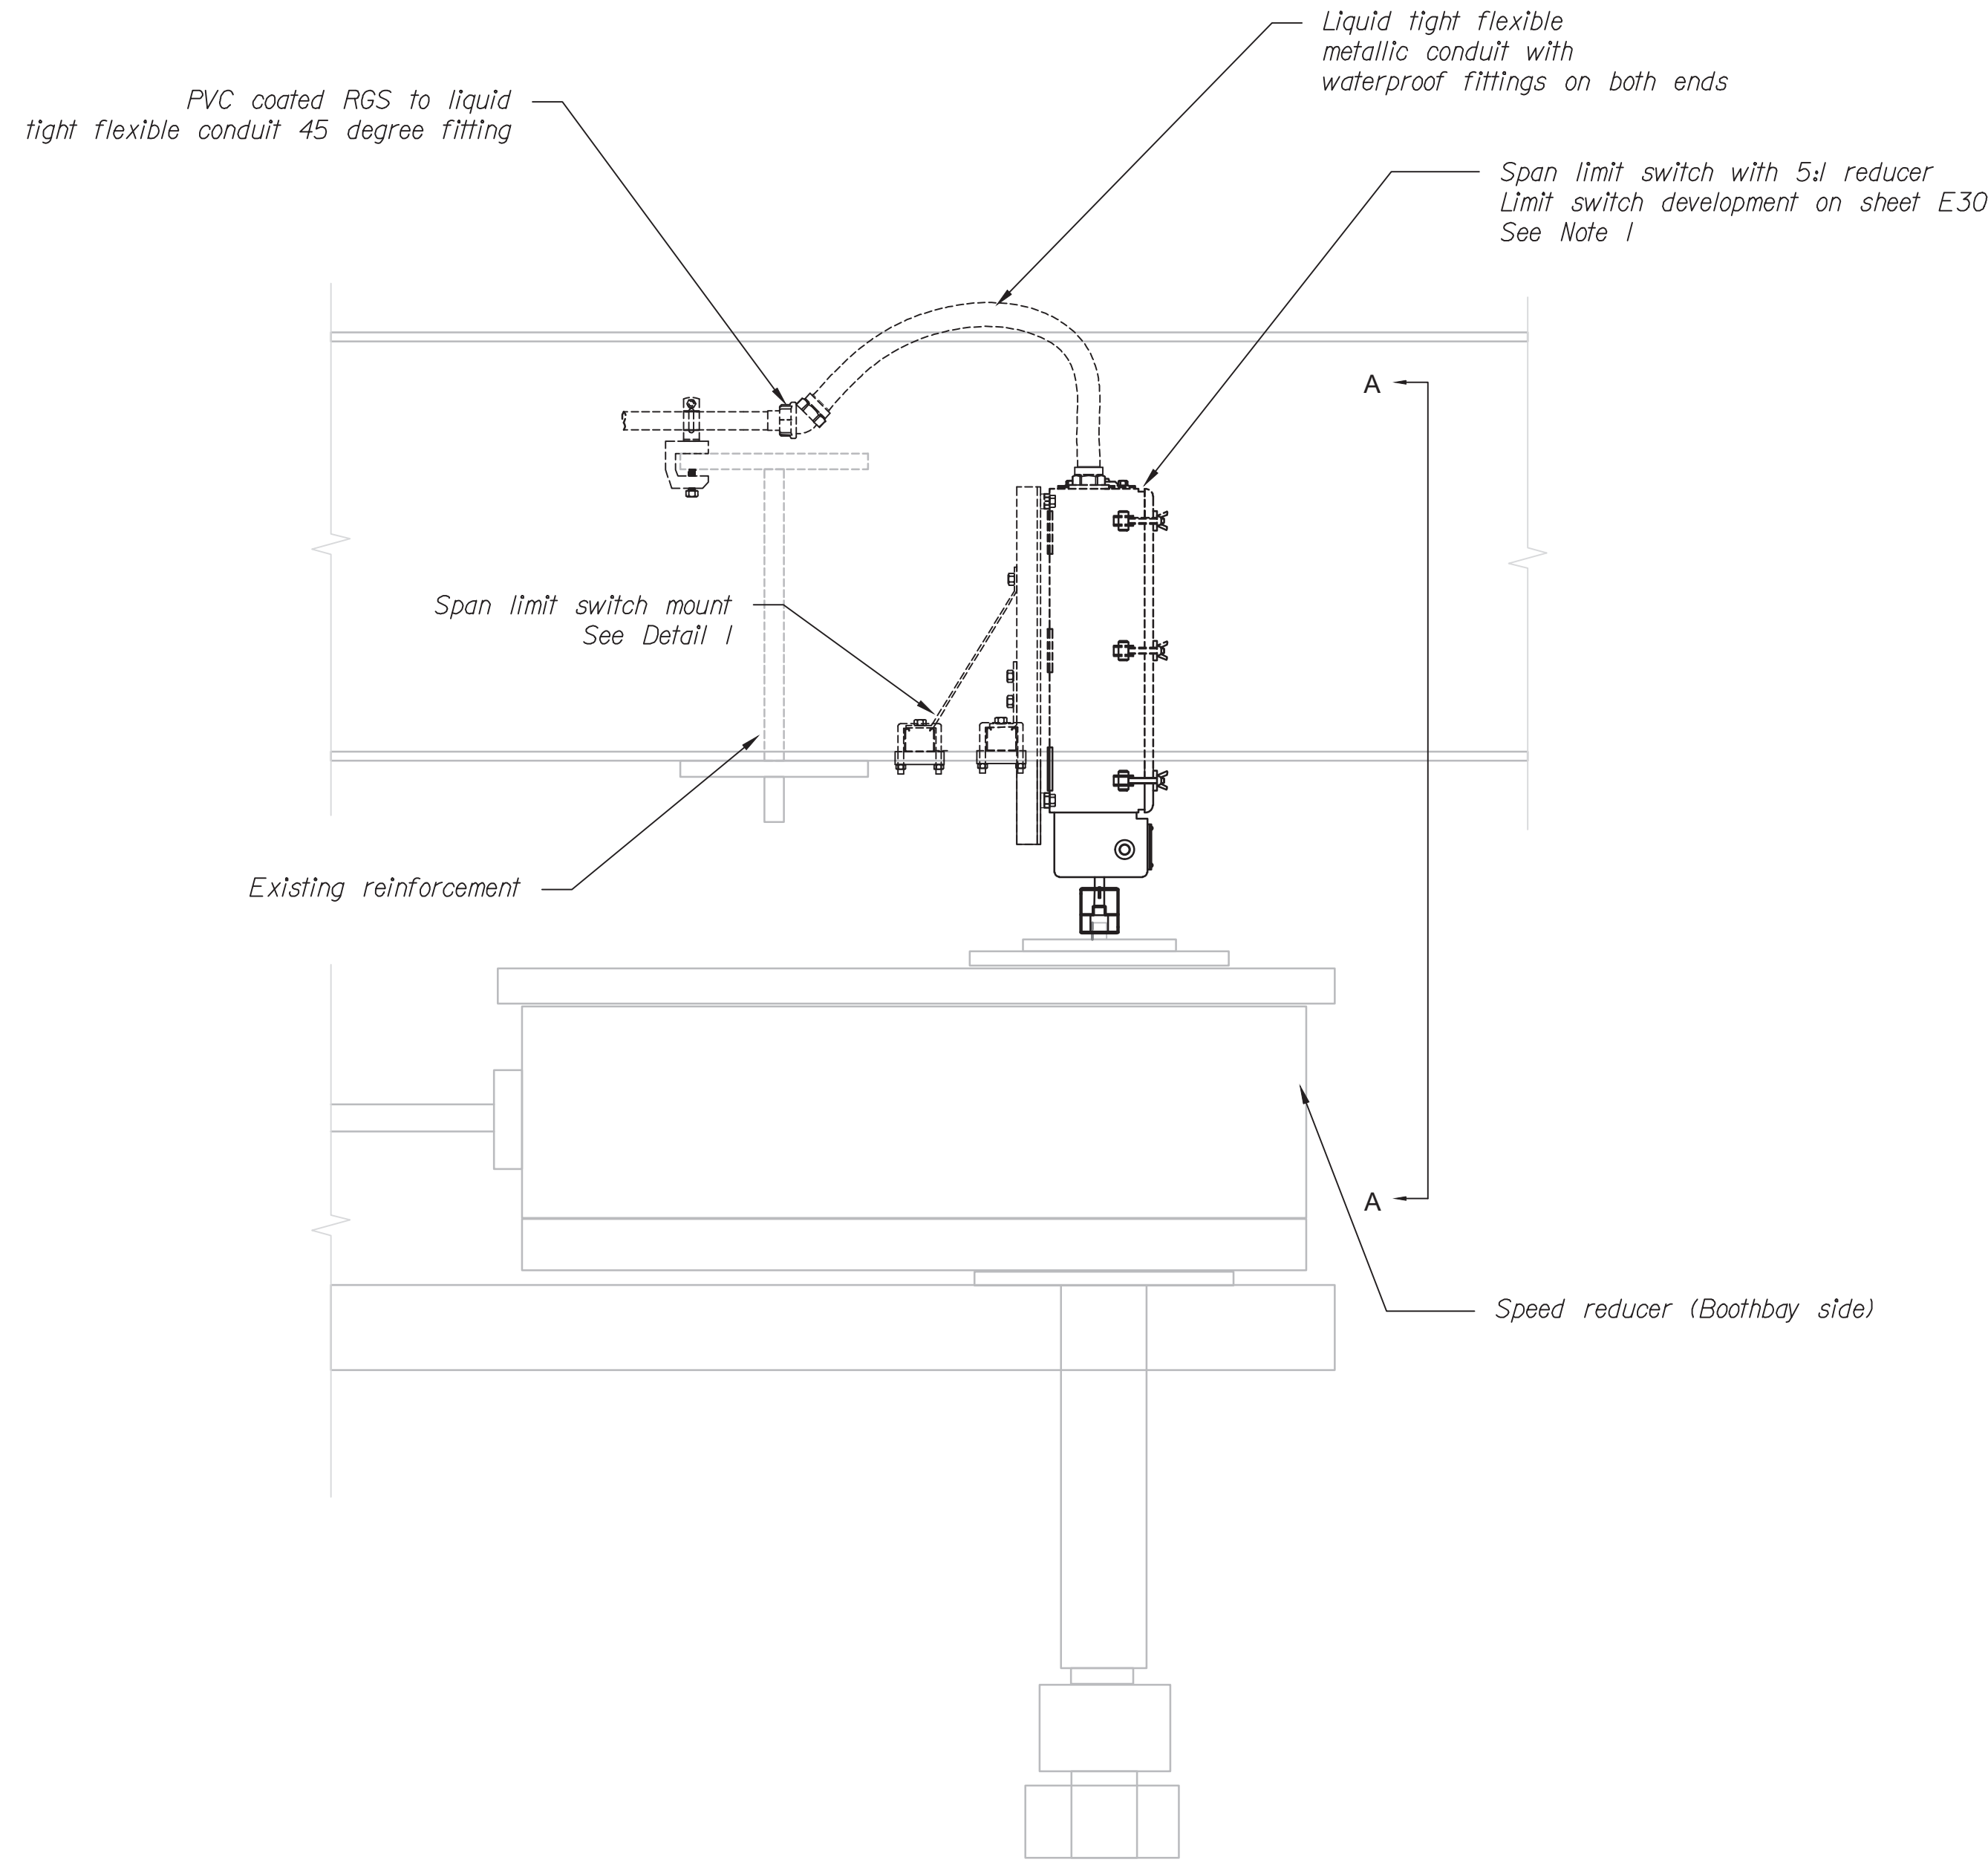 Liquid tight flexible
metallic conduit with
waterproof fittings on both ends
PVC coated RGS to liquid
tight flexible conduit 45 degree fitting
Span limit switch with 5:1 reducer
Limit switch development on sheet E30
See Note 1
A
Span limit switch mount
See Detail 1
Existing reinforcement
A
Speed reducer (Boothbay side)